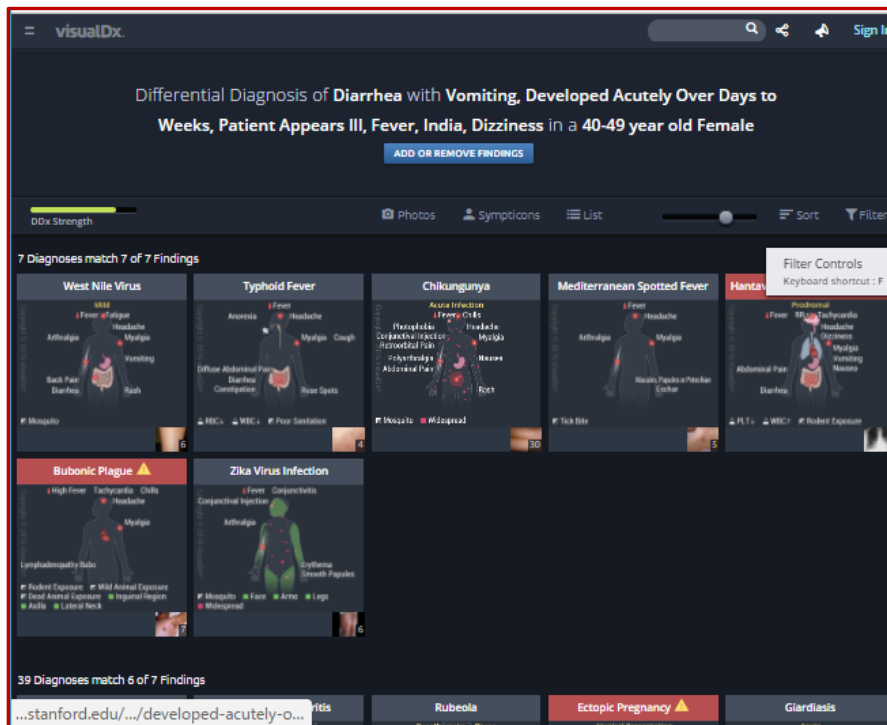 visualDx.
Sign In
Differential Diagnosis of Diarrhea with Vomiting, Developed Acutely Over Days to
Weeks, Patient Appears Ill, Fever, India, Dizziness in a 40-49 year old Female
ADD OR REMOVE FINDINGS
DDx Strength
Photos
Sympticons
List
Sort
Filter
Filter Controls
Keyboard shortcut : F
7 Diagnoses match 7 of 7 Findings
West Nile Virus
Mild
Fever Fatigue
Headache
Arthralgia
Myalgia
Vomiting
Back Pain
Diarrhea
Rash
Mosquito
6
Typhoid Fever
Fever
Anorexia
Headache
Myalgia Cough
Diffuse Abdominal Pain
Diarrhea
Constipation
Rose Spots
RBC↓ WBC↓ Poor Sanitation
4
Chikungunya
Acute Infection
Fever Chills
Photophobia
Headache
Conjunctival Injection
Myalgia
Retroorbital Pain
Polyarthralgia
Nausea
Abdominal Pain
Rash
Mosquito Widespread
30
Mediterranean Spotted Fever
Fever
Headache
Arthralgia
Myalgia
Macules, Papules or Petechiae
Eschar
Tick Bite
5
Hantav
Prodromal
Fever Tachycardia
Headache
Dizziness
Myalgia
Abdominal Pain
Vomiting
Nausea
Diarrhea
PLT↓ WBC↑ Rodent Exposure
Bubonic Plague
High Fever Tachycardia Chills
Headache
Myalgia
Lymphadenopathy Bubo
Rodent Exposure Wild Animal Exposure
Dead Animal Exposure Inguinal Region
Axilla Lateral Neck
7
Zika Virus Infection
Fever Conjunctivitis
Conjunctival Injection
Arthralgia
Erythema
Smooth Papules
Mosquito Face Arms Legs
Widespread
6
39 Diagnoses match 6 of 7 Findings
ritis
Rubeola
Ectopic Pregnancy
Giardiasis
...stanford.edu/.../developed-acutely-o...